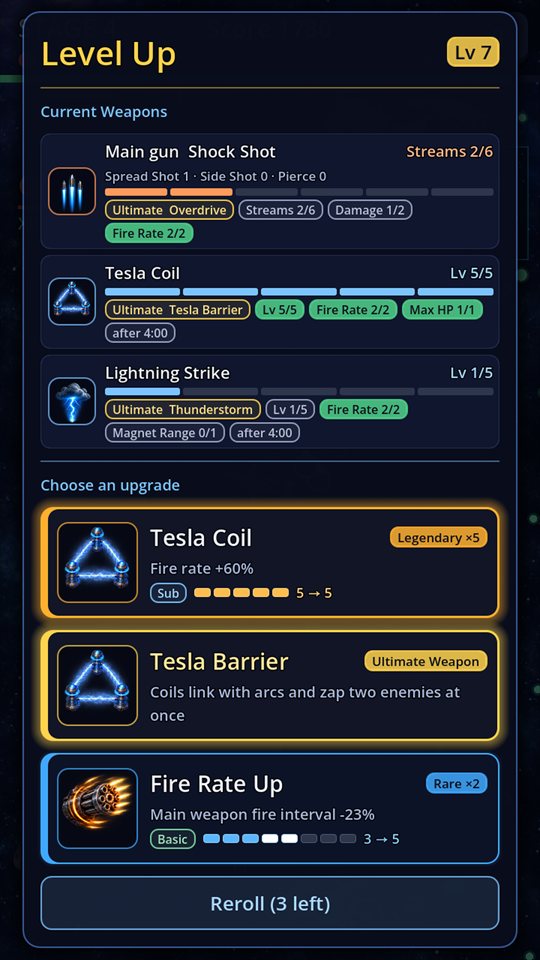 Level Up
Lv 7
Current Weapons
Main gun  Shock Shot
Streams 2/6
Spread Shot 1 · Side Shot 0 · Pierce 0
Ultimate  Overdrive
Streams 2/6
Damage 1/2
Fire Rate 2/2
Tesla Coil
Lv 5/5
Ultimate  Tesla Barrier
Lv 5/5
Fire Rate 2/2
Max HP 1/1
after 4:00
Lightning Strike
Lv 1/5
Ultimate  Thunderstorm
Lv 1/5
Fire Rate 2/2
Magnet Range 0/1
after 4:00
Choose an upgrade
Tesla Coil
Legendary ×5
Fire rate +60%
Sub
5 → 5
Tesla Barrier
Ultimate Weapon
Coils link with arcs and zap two enemies at
once
Fire Rate Up
Rare ×2
Main weapon fire interval -23%
Basic
3 → 5
Reroll (3 left)